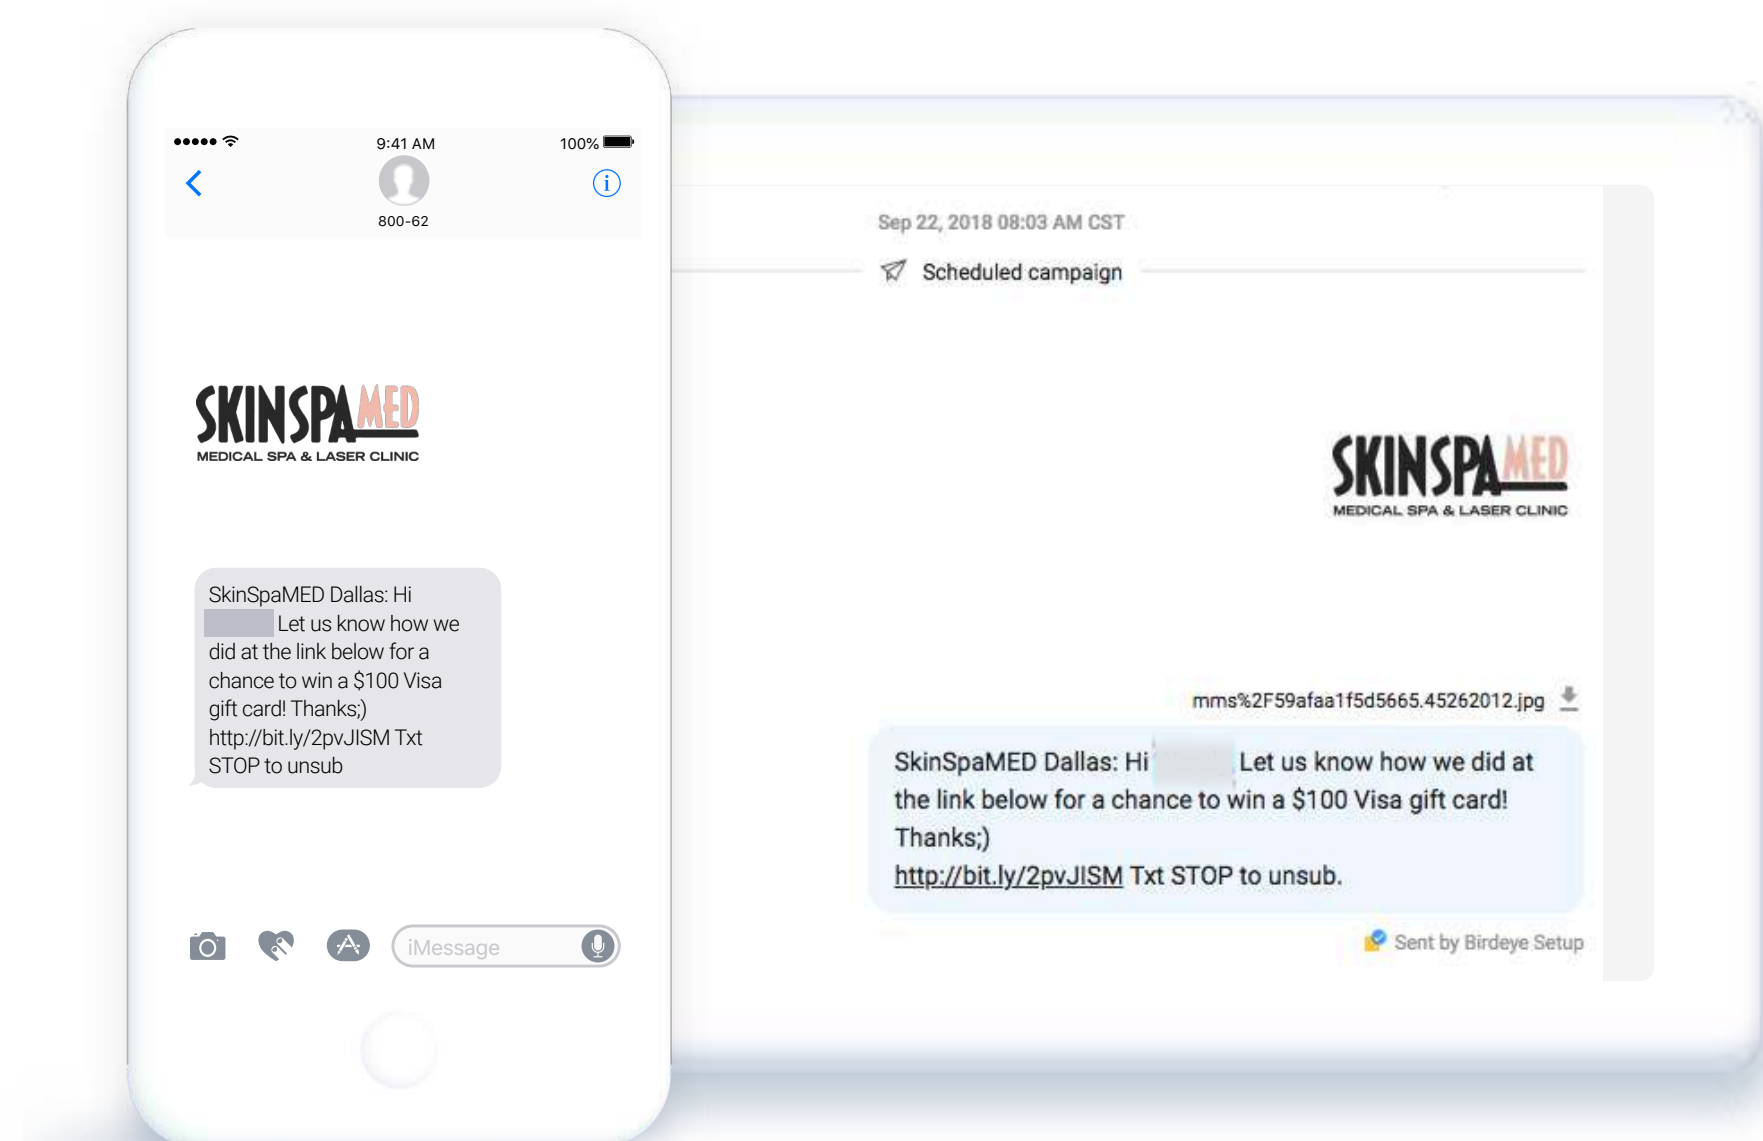 9:41 AM
100%
800-62
SKINSPAMED
MEDICAL SPA & LASER CLINIC
SkinSpaMED Dallas: Hi
Let us know how we
did at the link below for a
chance to win a $100 Visa
gift card! Thanks;)
http://bit.ly/2pvJISM Txt
STOP to unsub
iMessage
Sep 22, 2018 08:03 AM CST
Scheduled campaign
SKINSPAMED
MEDICAL SPA & LASER CLINIC
mms%2F59afaa1f5d5665.45262012.jpg
SkinSpaMED Dallas: Hi Let us know how we did at
the link below for a chance to win a $100 Visa gift card!
Thanks;)
http://bit.ly/2pvJISM Txt STOP to unsub.
Sent by Birdeye Setup